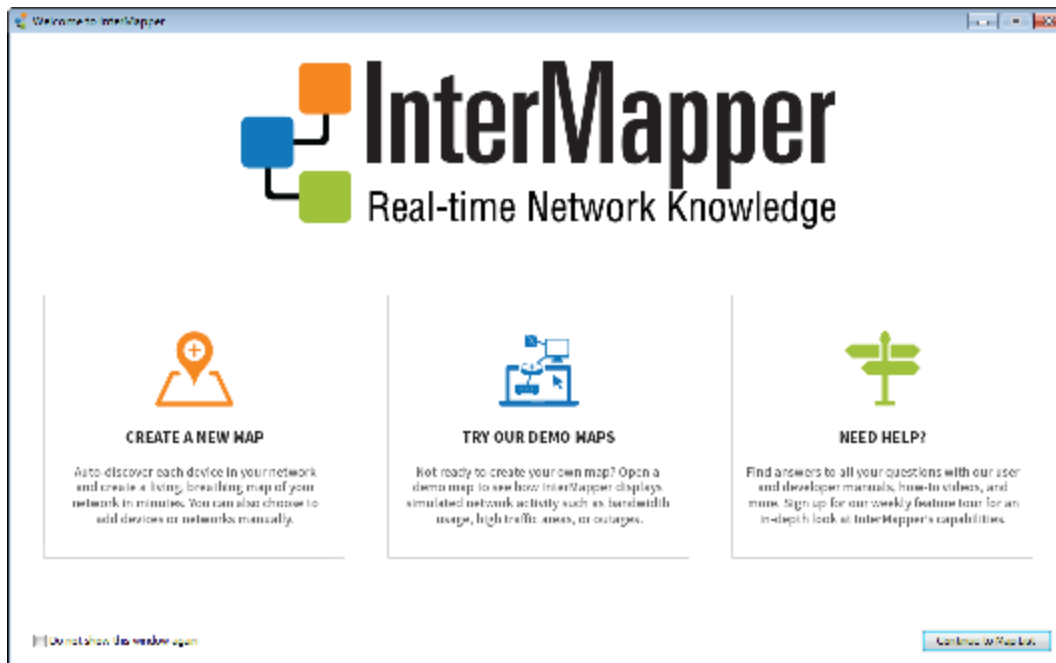 Welcome to InterMapper
InterMapper
Real-time Network Knowledge
CREATE A NEW MAP
Auto-discover each device in your network
and create a living, breathing map of your
network in minutes. You can also choose to
add devices or networks manually.
TRY OUR DEMO MAPS
Not ready to create your own map? Open a
demo map to see how InterMapper displays
simulated network activity such as bandwidth
usage, high traffic areas, or outages.
NEED HELP?
Find answers to all your questions with our user
and developer manuals, how-to videos, and
more. Sign up for our weekly feature tour for an
in-depth look at InterMapper's capabilities.
Do not show this window again
Continue to Map List